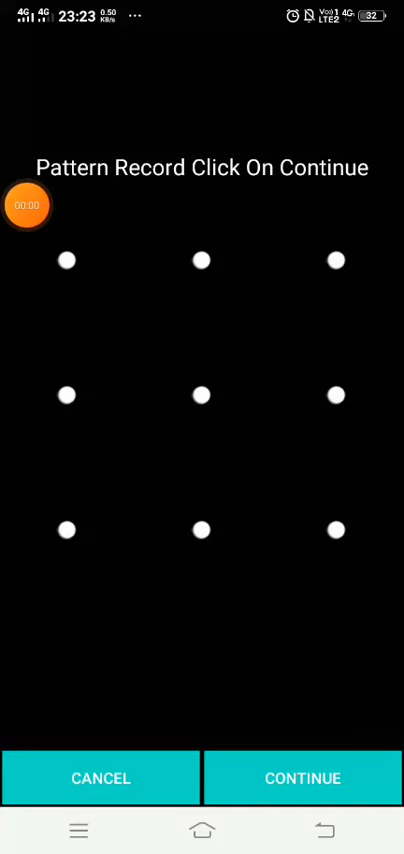 4G 4G 23:23 0.50 KB/s ... Vo)) 1 LTE2 4G 32
Pattern Record Click On Continue
00:00
CANCEL CONTINUE